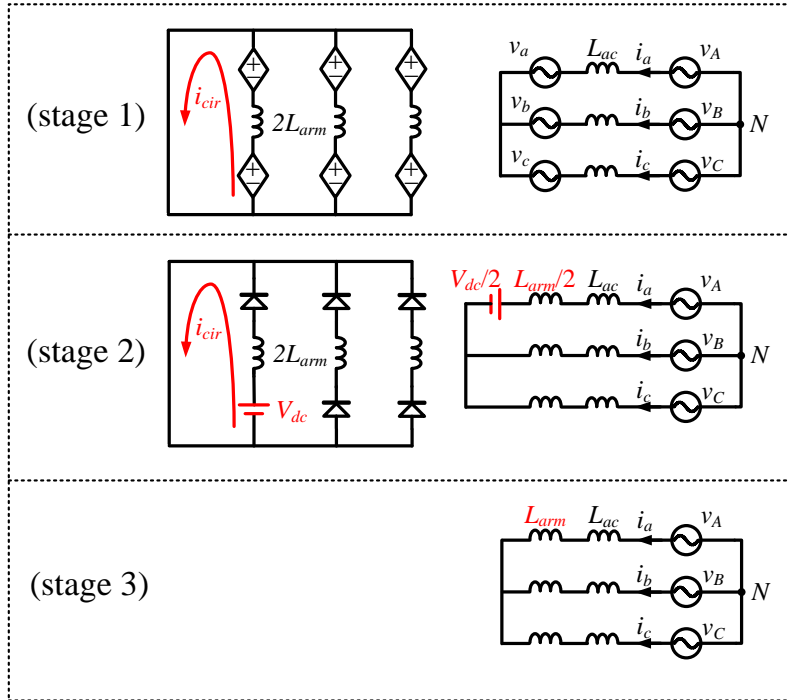 (stage 1)
i_cir
2L_arm
v_a
L_ac
i_a
v_A
v_b
i_b
v_B
N
v_c
i_c
v_C
(stage 2)
i_cir
2L_arm
V_dc
V_dc/2
L_arm/2
L_ac
i_a
v_A
i_b
v_B
N
i_c
v_C
(stage 3)
L_arm
L_ac
i_a
v_A
i_b
v_B
N
i_c
v_C